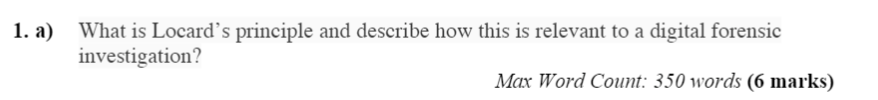 1. a) What is Locard’s principle and describe how this is relevant to a digital forensic
investigation?
Max Word Count: 350 words (6 marks)